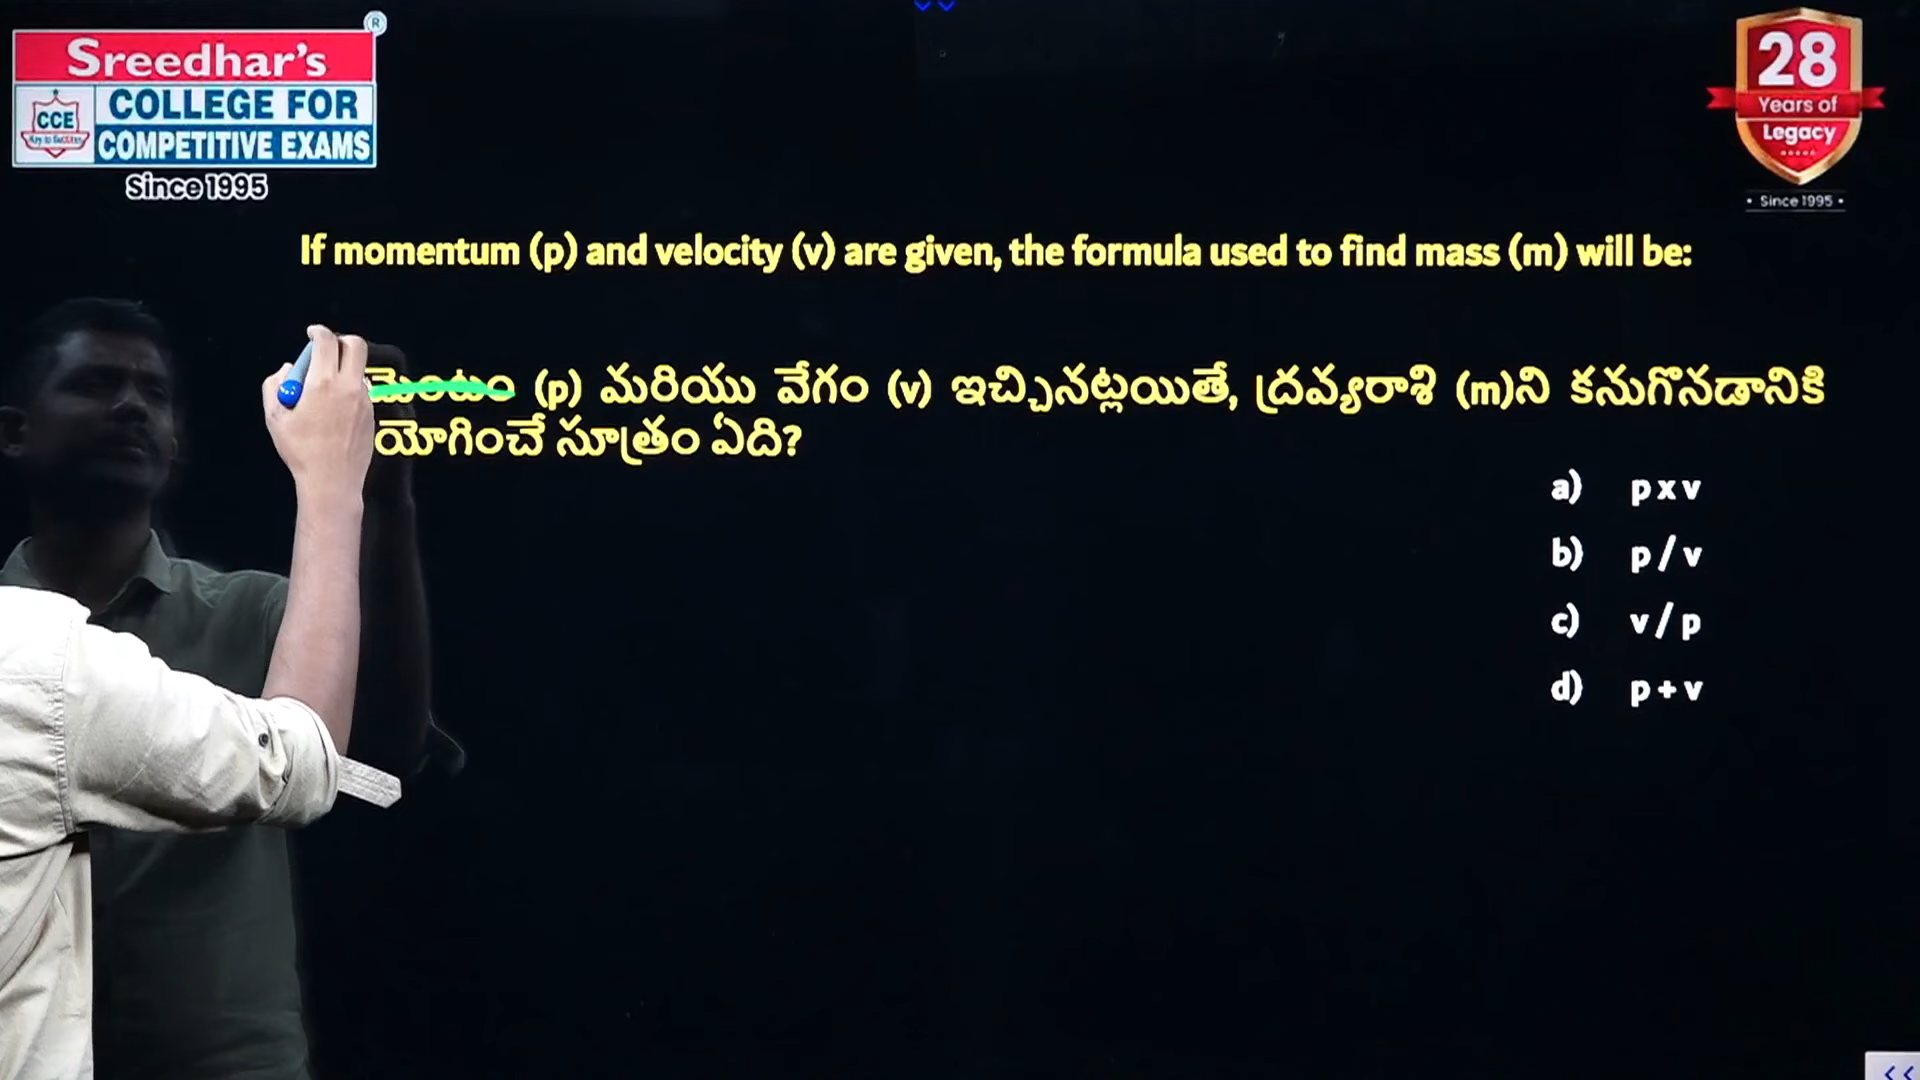 Sreedhar's
®
CCE
COLLEGE FOR
COMPETITIVE EXAMS
Since 1995
28
Years of
Legacy
• Since 1995 •
If momentum (p) and velocity (v) are given, the formula used to find mass (m) will be:
(p) మరియు వేగం (v) ఇచ్చినట్లయితే, ద్రవ్యరాశి (m)ని కనుగొనడానికి
సూత్రం ఏది?
a) p x v
b) p / v
c) v / p
d) p + v